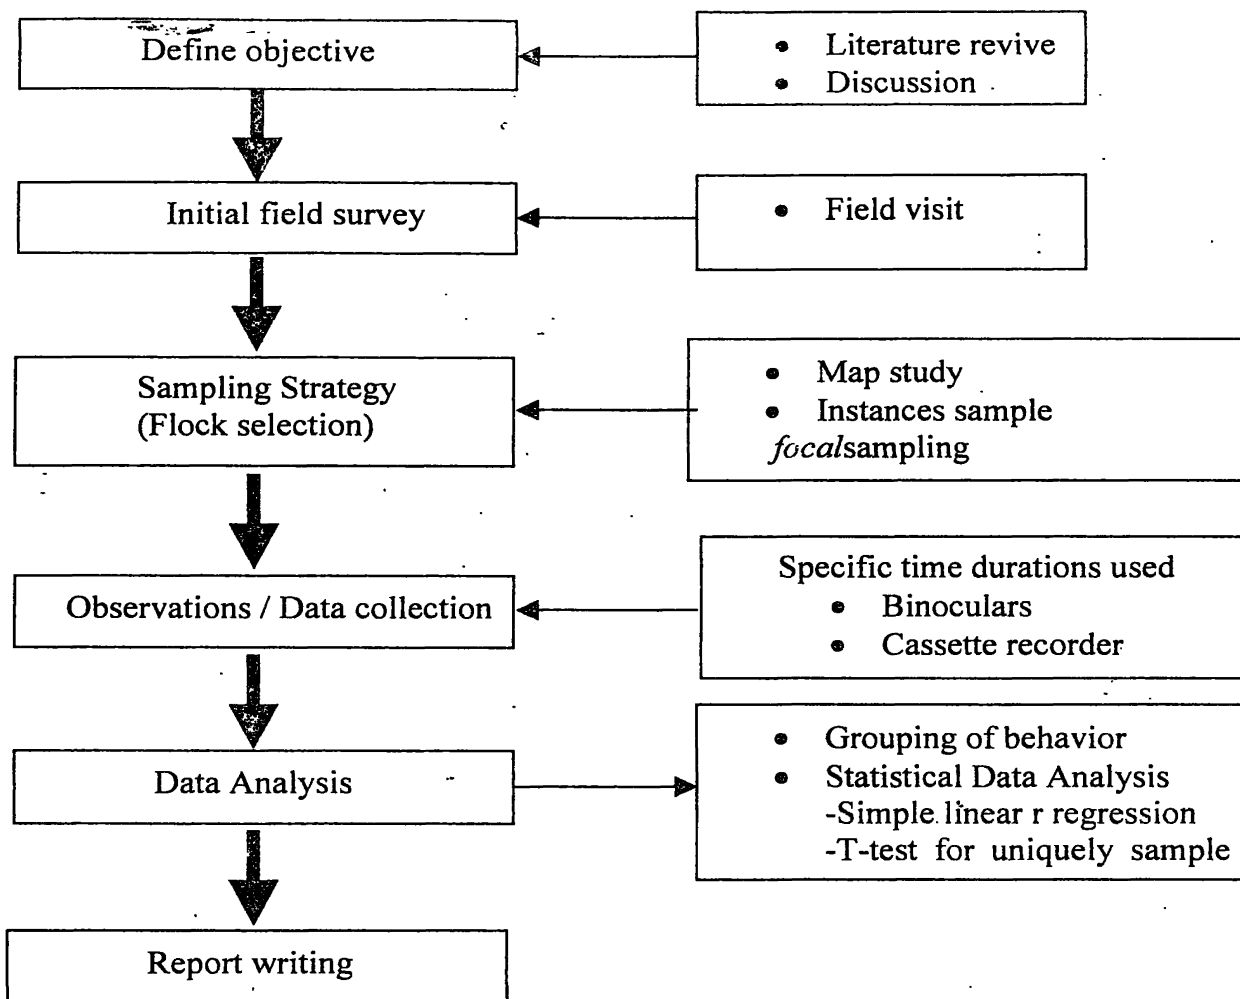 Define objective
• Literature revive
• Discussion
Initial field survey
• Field visit
Sampling Strategy
(Flock selection)
• Map study
• Instances sample
focalsampling
Observations / Data collection
Specific time durations used
• Binoculars
• Cassette recorder
Data Analysis
• Grouping of behavior
• Statistical Data Analysis
-Simple linear r regression
-T-test for uniquely sample
Report writing